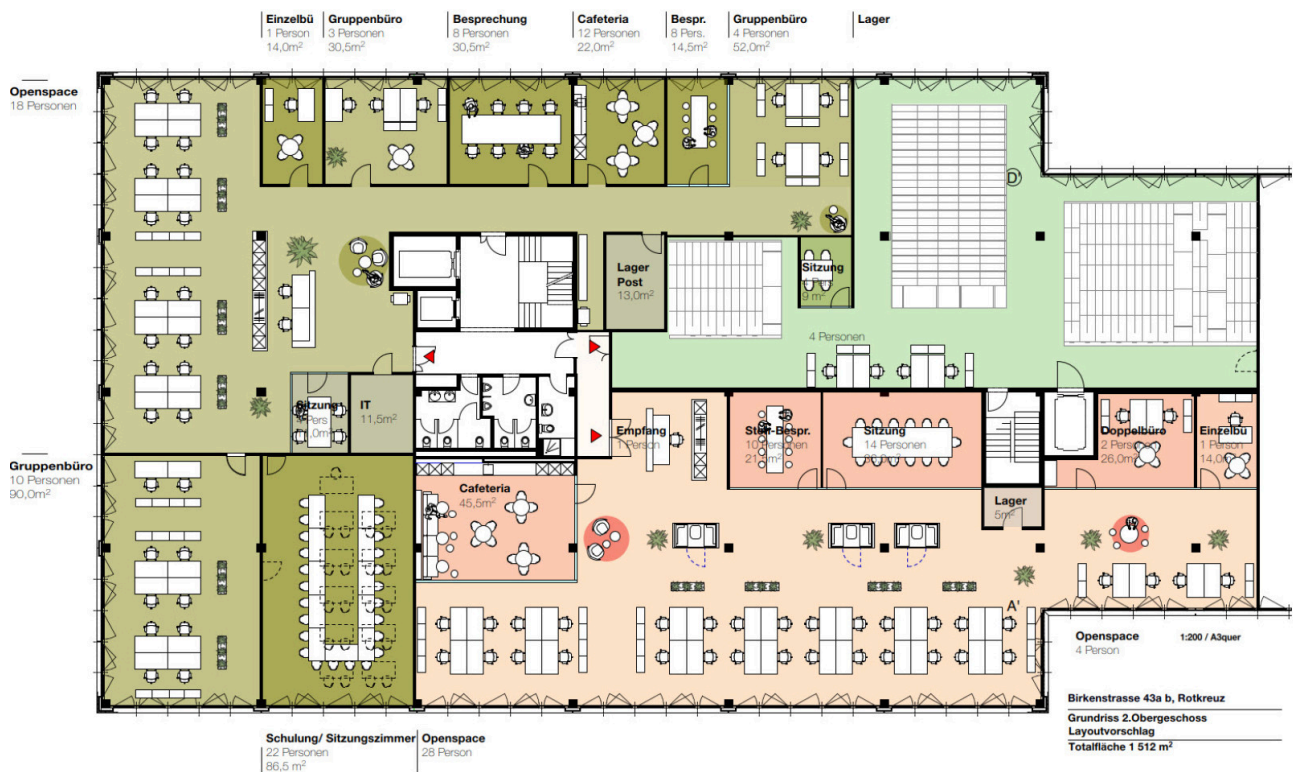 Einzelbü
1 Person
14,0m²
Gruppenbüro
3 Personen
30,5m²
Besprechung
8 Personen
30,5m²
Cafeteria
12 Personen
22,0m²
Bespr.
8 Pers.
14,5m²
Gruppenbüro
4 Personen
52,0m²
Lager
Openspace
18 Personen
D'
Lager
Post
13,0m²
Sitzung
9 m²
4 Personen
Sitzung
Pers
IT
11,5m²
Empfang
1 Person
10 Personen
Sitzung
14 Personen
Doppelbüro
2 Personen
26,0m²
Einzelbü
1 Person
14,0m²
Gruppenbüro
10 Personen
90,0m²
Cafeteria
45,5m²
Lager
5m²
A'
Openspace
4 Person
1:200 / A3quer
Birkenstrasse 43a b, Rotkreuz
Grundriss 2.Obergeschoss
Layoutvorschlag
Totalfläche 1 512 m²
Schulung/ Sitzungszimmer
22 Personen
86,5 m²
Openspace
28 Person